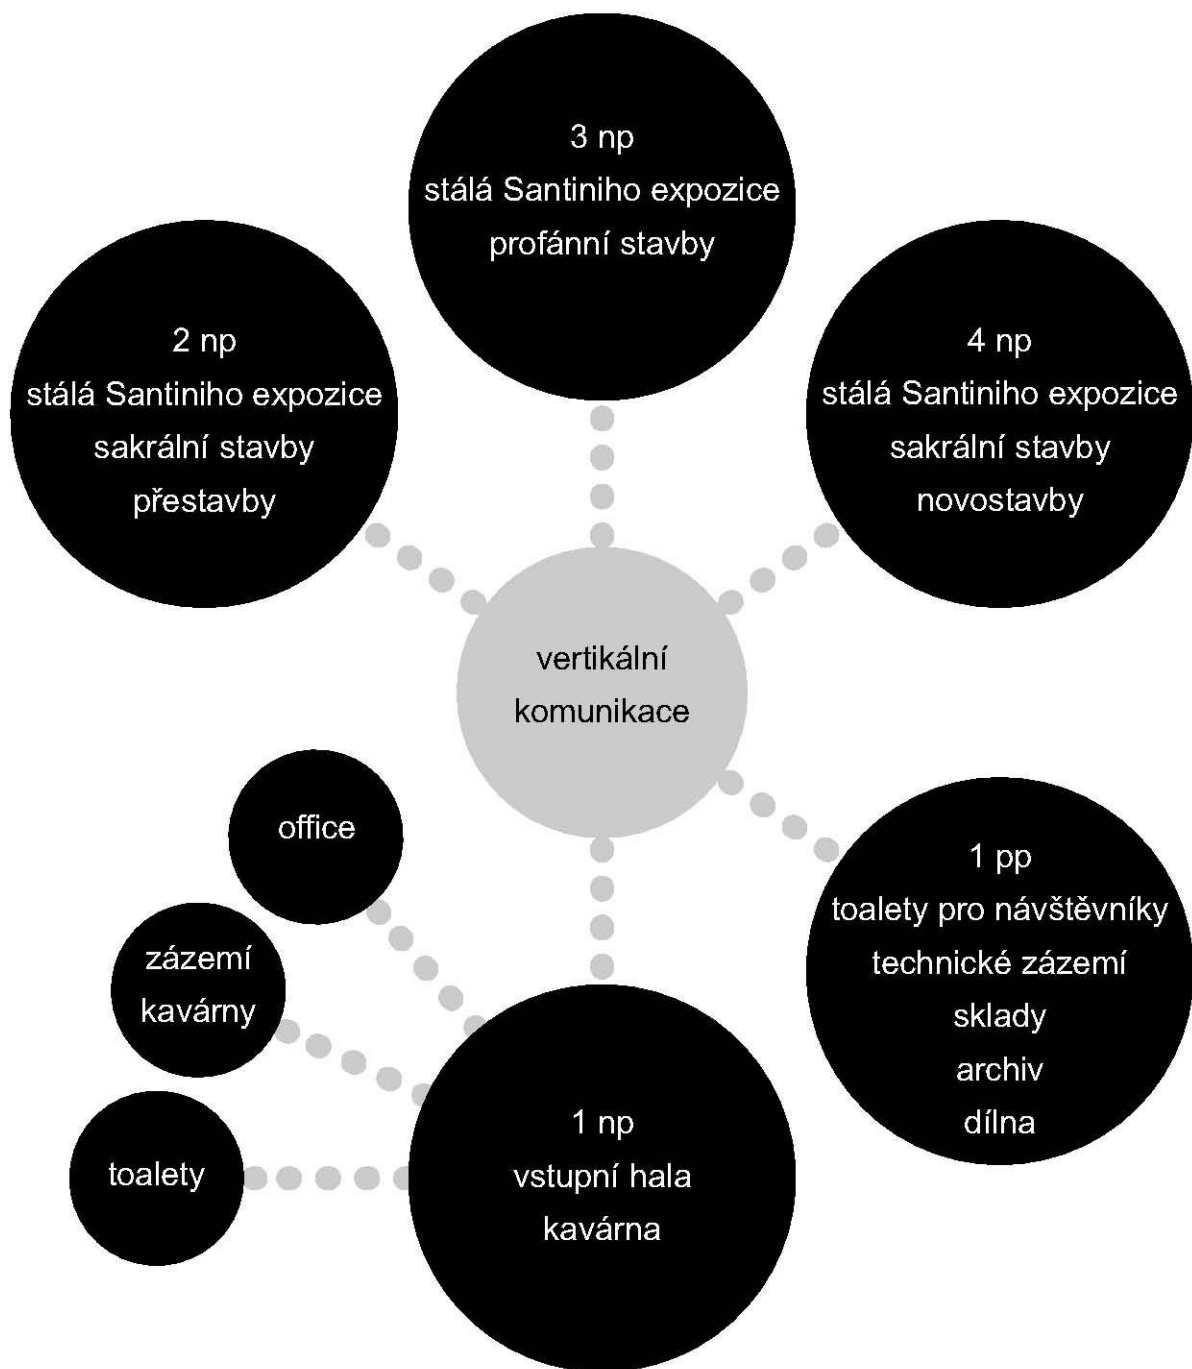 3 np
stálá Santiniho expozice
profánní stavby
2 np
stálá Santiniho expozice
sakrální stavby
přestavby
4 np
stálá Santiniho expozice
sakrální stavby
novostavby
vertikální
komunikace
office
zázemí
kavárny
toalety
1 np
vstupní hala
kavárna
1 pp
toalety pro návštěvníky
technické zázemí
sklady
archiv
dílna